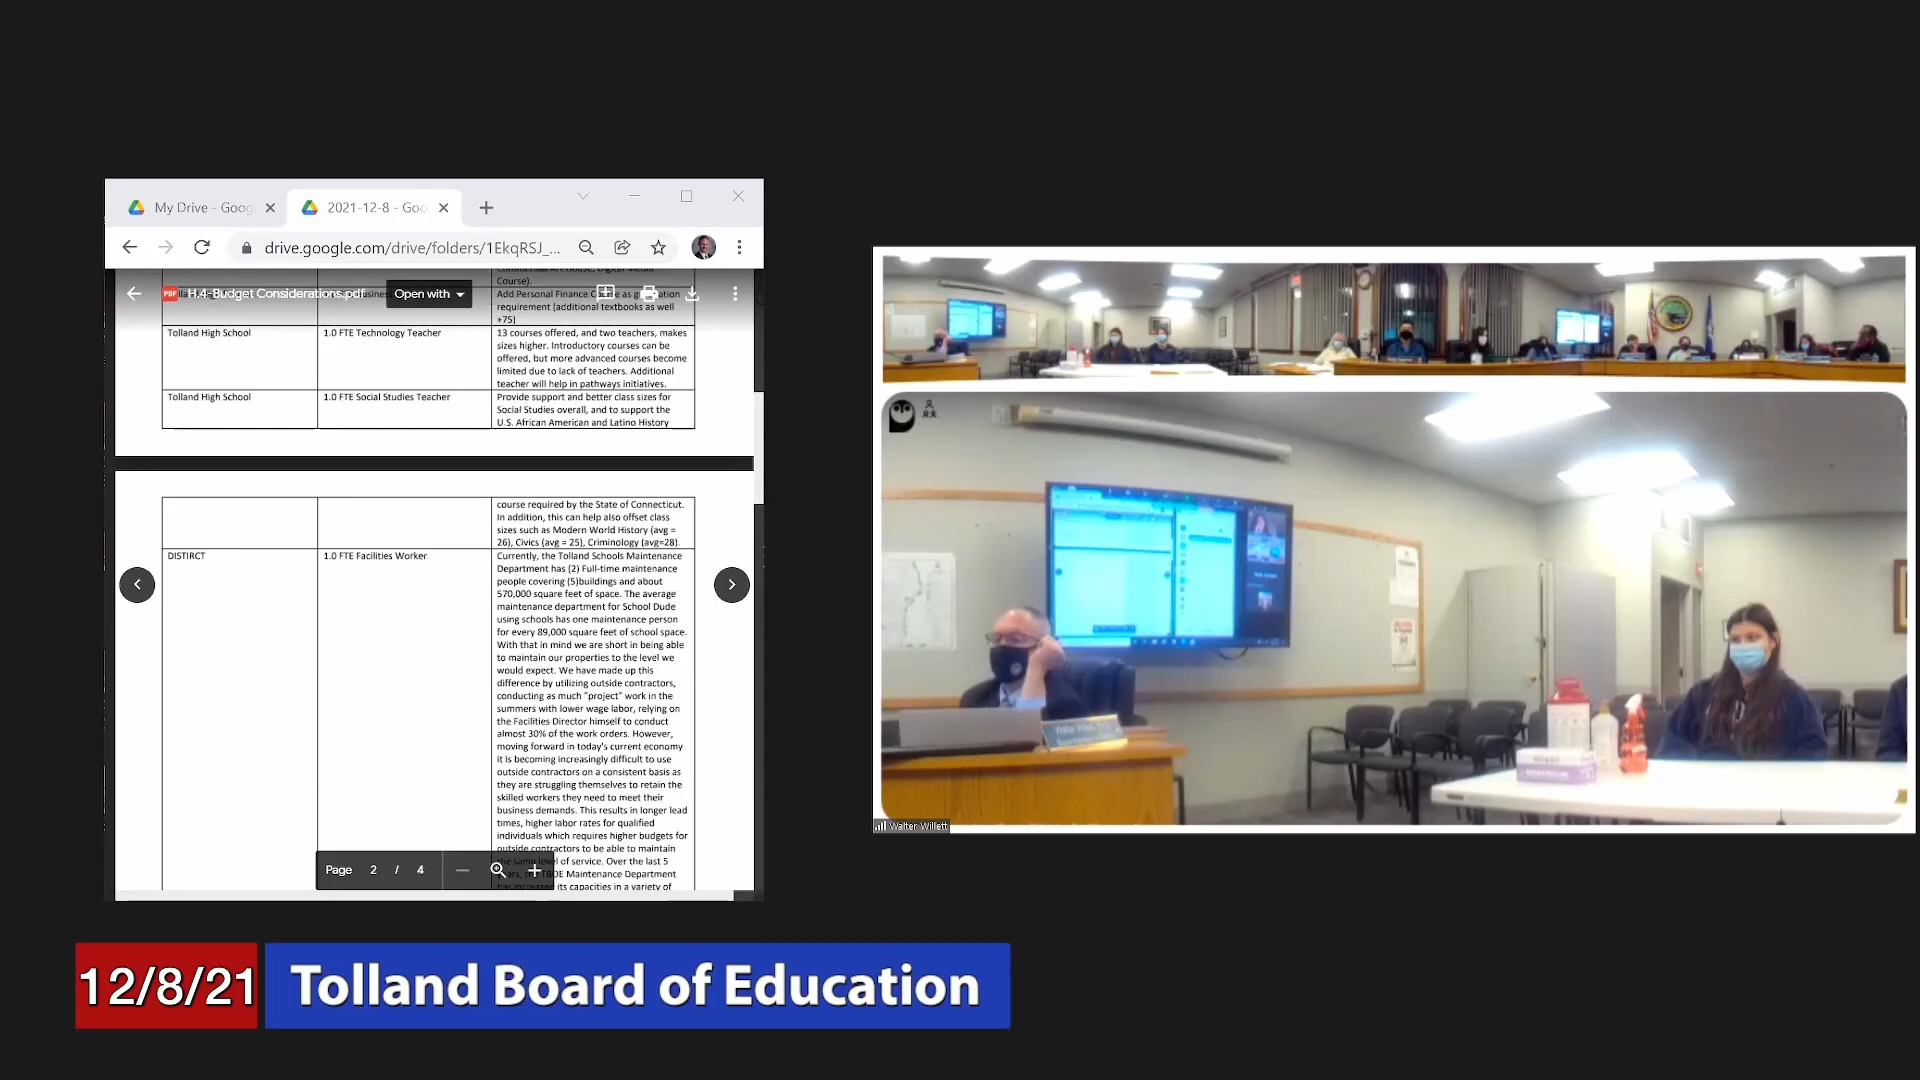 My Drive - Goog
2021-12-8 - Goo
drive.google.com/drive/folders/1EkqRSJ_...
Course).
PDF
H.4-Budget Considerations.pdf
Open with
Add Personal Finance
as
requirement (additional textbooks as well
+75)
Tolland High School
1.0 FTE Technology Teacher
13 courses offered, and two teachers, makes
sizes higher. Introductory courses can be
offered, but more advanced courses become
limited due to lack of teachers. Additional
teacher will help in pathways initiatives.
Tolland High School
1.0 FTE Social Studies Teacher
Provide support and better class sizes for
Social Studies overall, and to support the
U.S. African American and Latino History
course required by the State of Connecticut.
In addition, this can help also offset class
sizes such as Modern World History (avg =
26), Civics (avg = 25), Criminology (avg=28).
DISTIRCT
1.0 FTE Facilities Worker
Currently, the Tolland Schools Maintenance
Department has (2) Full-time maintenance
people covering (5)buildings and about
570,000 square feet of space. The average
maintenance department for School Dude
using schools has one maintenance person
for every 89,000 square feet of school space.
With that in mind we are short in being able
to maintain our properties to the level we
would expect. We have made up this
difference by utilizing outside contractors,
conducting as much "project" work in the
summers with lower wage labor, relying on
the Facilities Director himself to conduct
almost 30% of the work orders. However,
moving forward in today's current economy
it is becoming increasingly difficult to use
outside contractors on a consistent basis as
they are struggling themselves to retain the
skilled workers they need to meet their
business demands. This results in longer lead
times, higher labor rates for qualified
individuals which requires higher budgets for
outside contractors to be able to maintain
the same level of service. Over the last 5
years, the TBOE Maintenance Department
has increased its capacities in a variety of
Page 2 / 4
Walter Willett
12/8/21
Tolland Board of Education